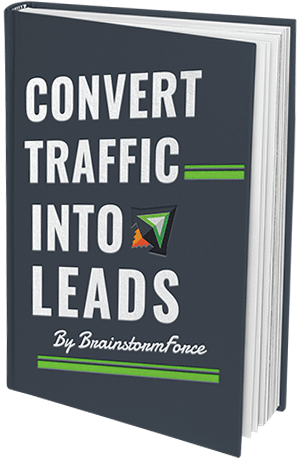 CONVERT
TRAFFIC
INTO
LEADS
By BrainstormForce